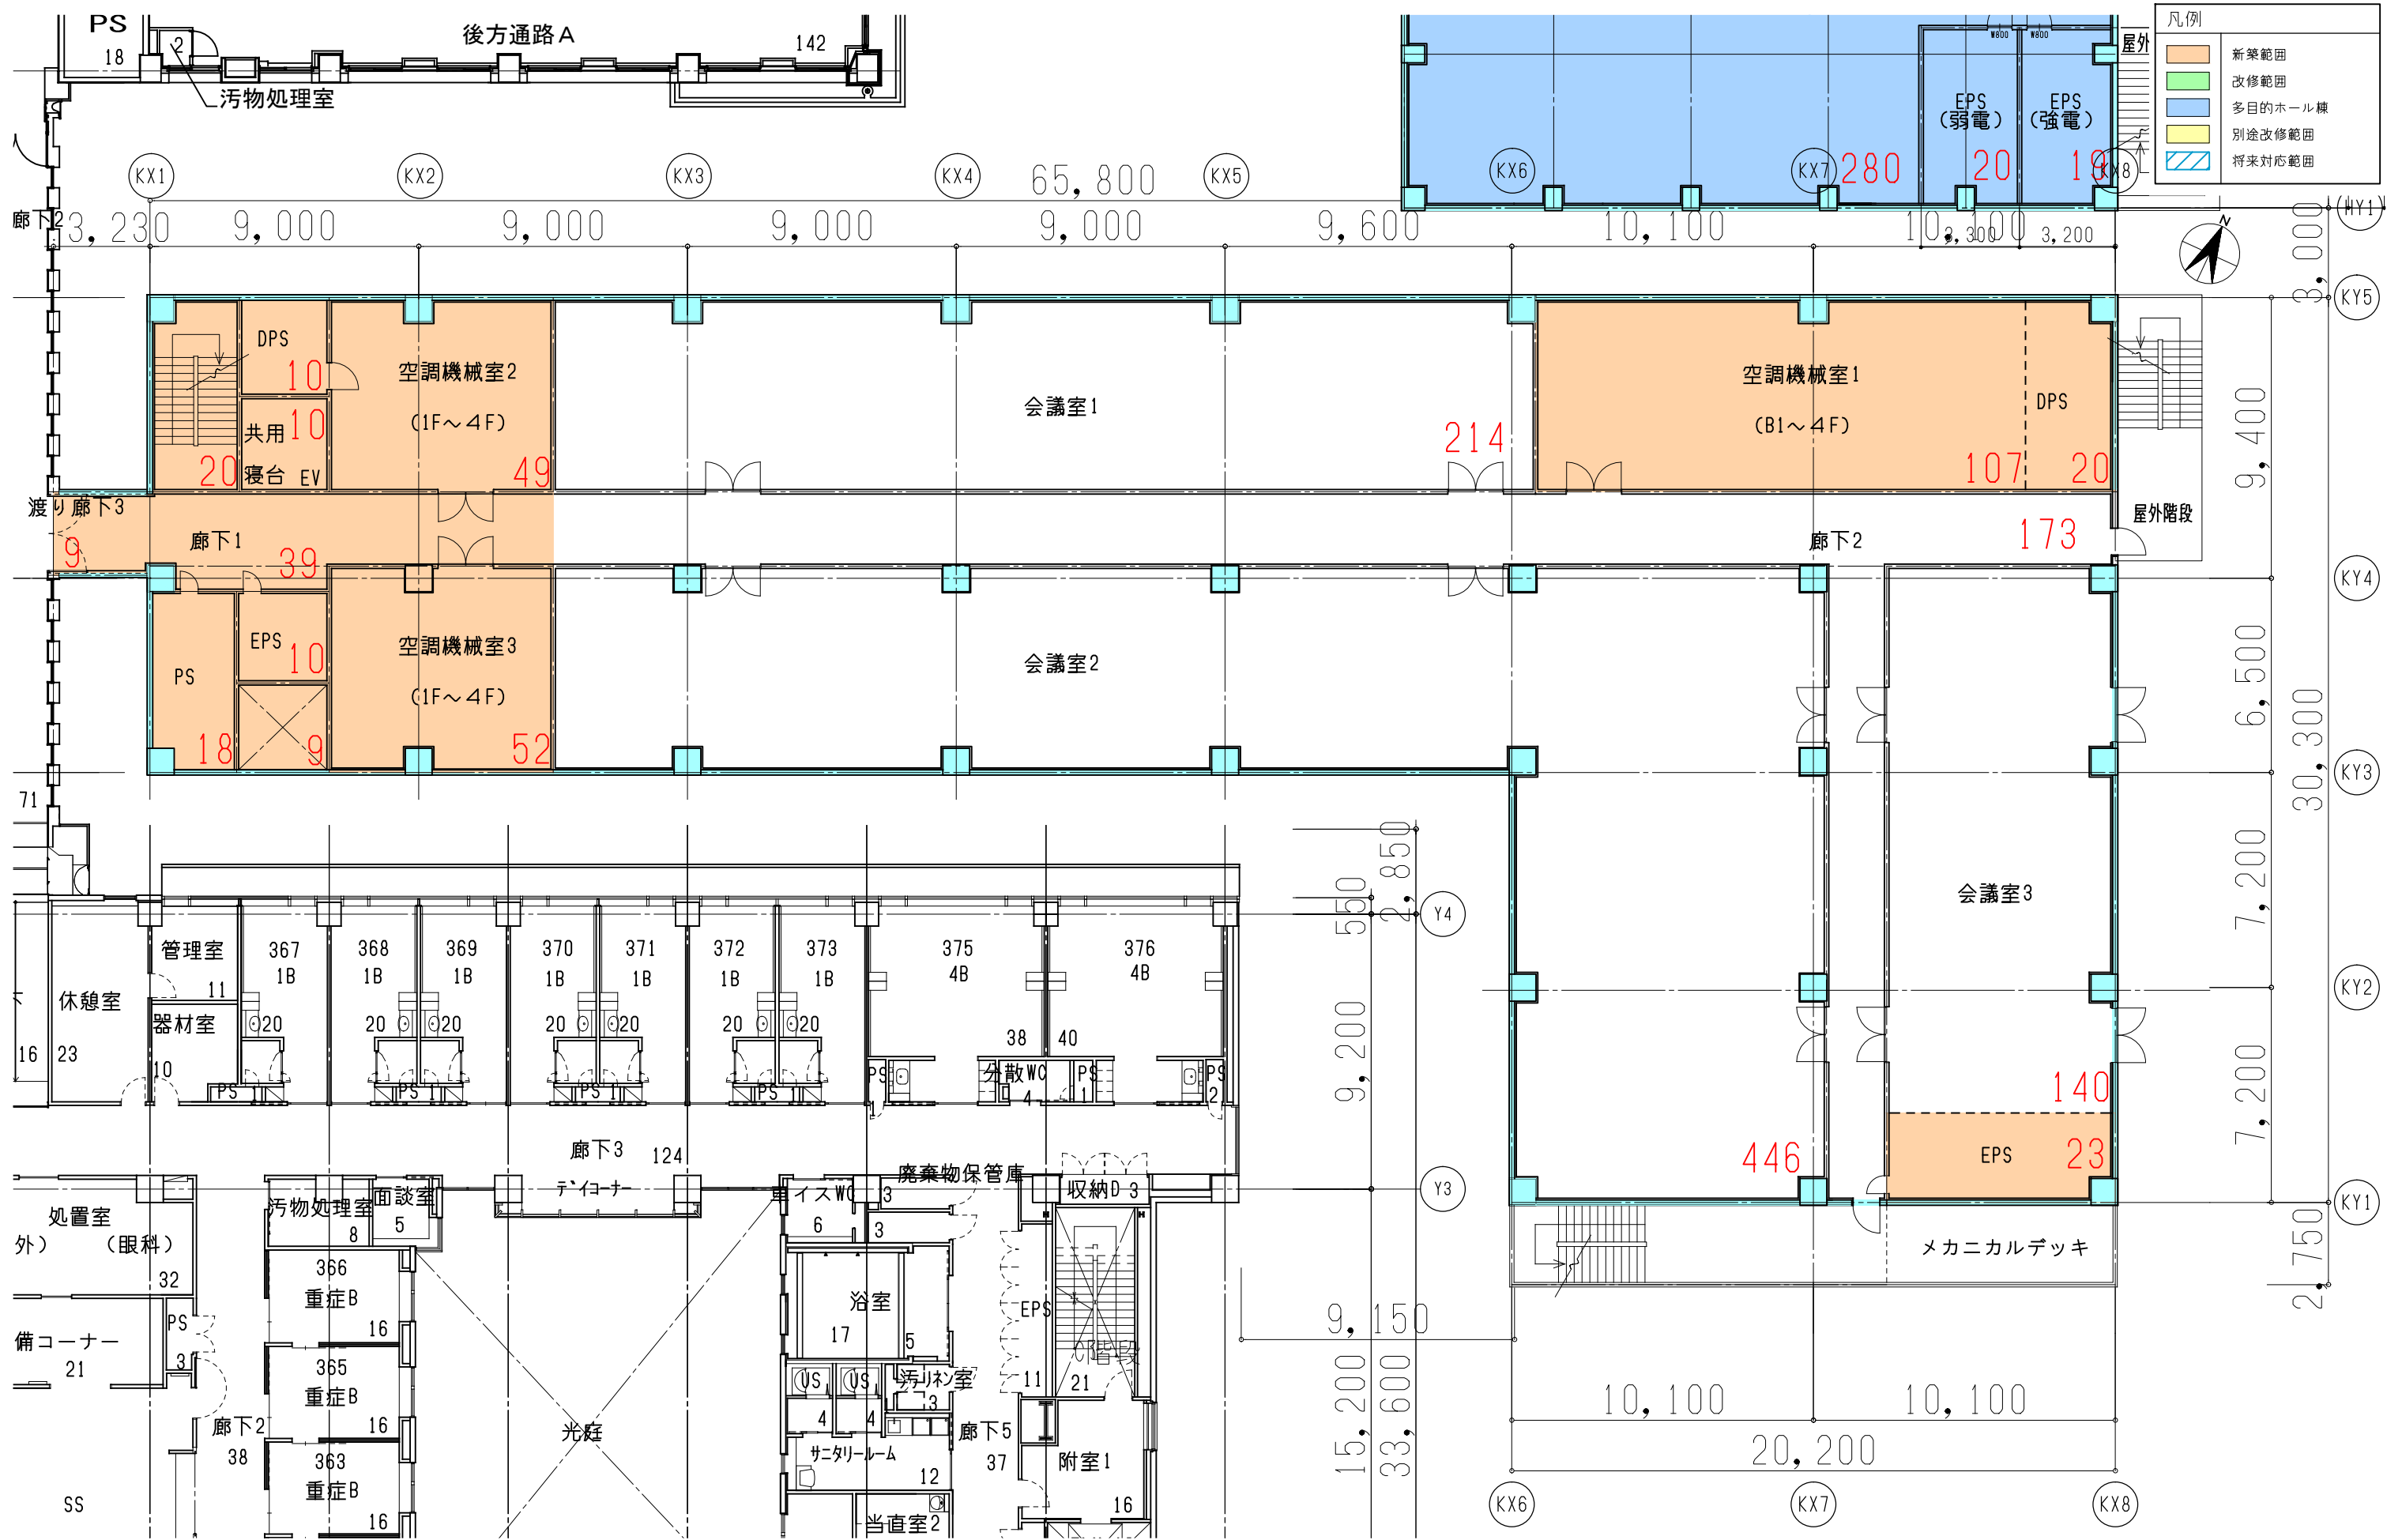 PS
18
2
後方通路A
142
汚物処理室
凡例
新築範囲
改修範囲
多目的ホール棟
別途改修範囲
将来対応範囲
屋外
W800
W800
EPS
(弱電)
EPS
(強電)
280
20
19
KX1
KX2
KX3
KX4
KX5
KX6
KX7
KX8
65,800
HY1
廊下2
3,230
9,000
9,000
9,000
9,000
9,600
10,100
10,100
3,300
3,200
3,000
N
KY5
DPS
10
空調機械室2
(1F～4F)
共用
10
寝台 EV
20
49
会議室1
214
空調機械室1
(B1～4F)
DPS
107
20
9,400
渡り廊下3
9
廊下1
39
廊下2
173
屋外階段
KY4
PS
18
EPS
10
9
空調機械室3
(1F～4F)
52
会議室2
6,500
30,300
KY3
71
2,850
550
Y4
9,200
会議室3
7,200
KY2
7,200
休憩室
23
16
管理室
11
器材室
10
367
1B
20
368
1B
20
369
1B
20
370
1B
20
371
1B
20
372
1B
20
373
1B
20
375
4B
38
376
4B
40
PS 1
PS 1
PS 1
PS 1
PS
1
分散WC
4
PS
1
PS
2
140
446
EPS
23
KY1
廊下3
124
デイコーナー
車イスWC
6
廃棄物保管庫
3
3
収納D 3
Y3
処置室
外)
(眼科)
32
汚物処理室
8
面談室
5
メカニカルデッキ
2,750
366
重症B
16
備コーナー
21
PS
3
365
重症B
16
浴室
17
5
EPS
11
階段
21
9,150
US
4
US
4
汚リネン室
3
廊下2
38
光庭
サニタリールーム
12
廊下5
37
附室1
16
15,200
33,600
10,100
10,100
20,200
363
重症B
16
SS
当直室2
KX6
KX7
KX8